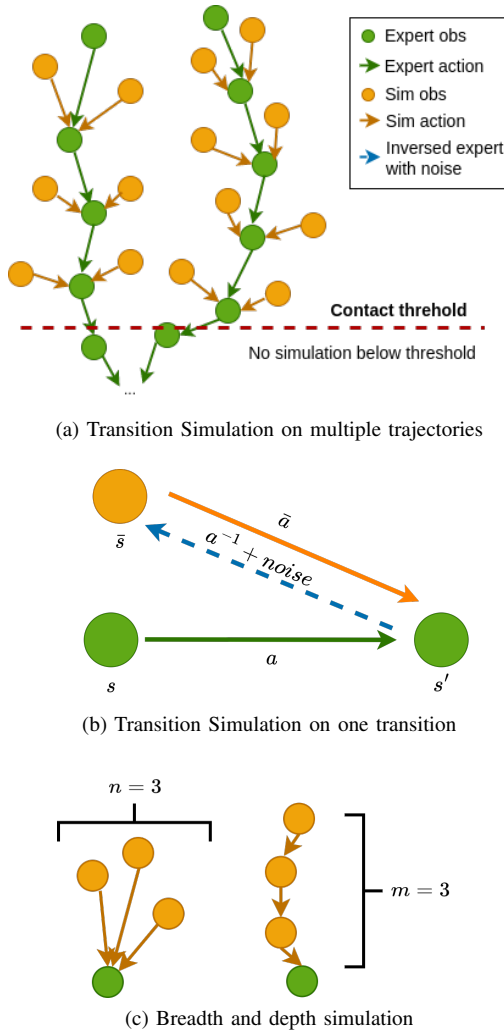 Expert obs
Expert action
Sim obs
Sim action
Inversed expert
with noise
Contact threhold
No simulation below threshold
...
(a) Transition Simulation on multiple trajectories
s̄
ā
a⁻¹ + noise
a
s
s′
(b) Transition Simulation on one transition
n = 3
m = 3
(c) Breadth and depth simulation